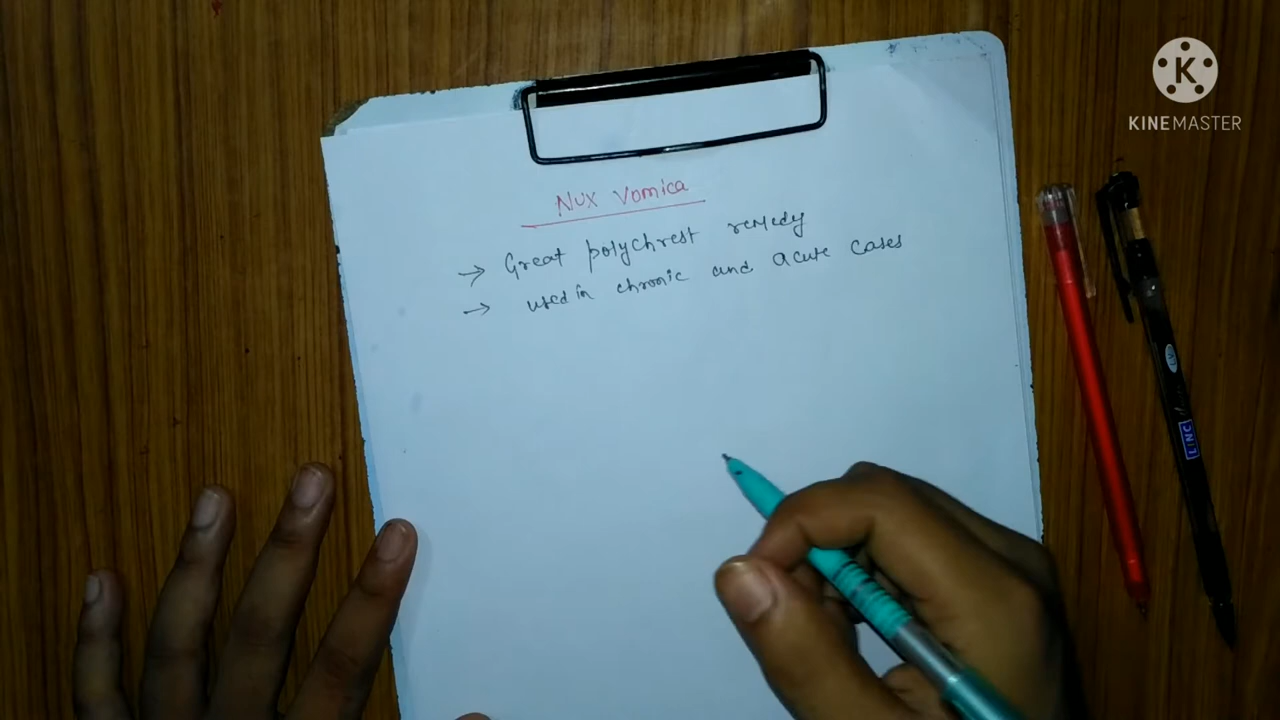 KINEMASTER
Nux Vomica
→ Great polychrest remedy
→ used in chronic and acute cases
LINC